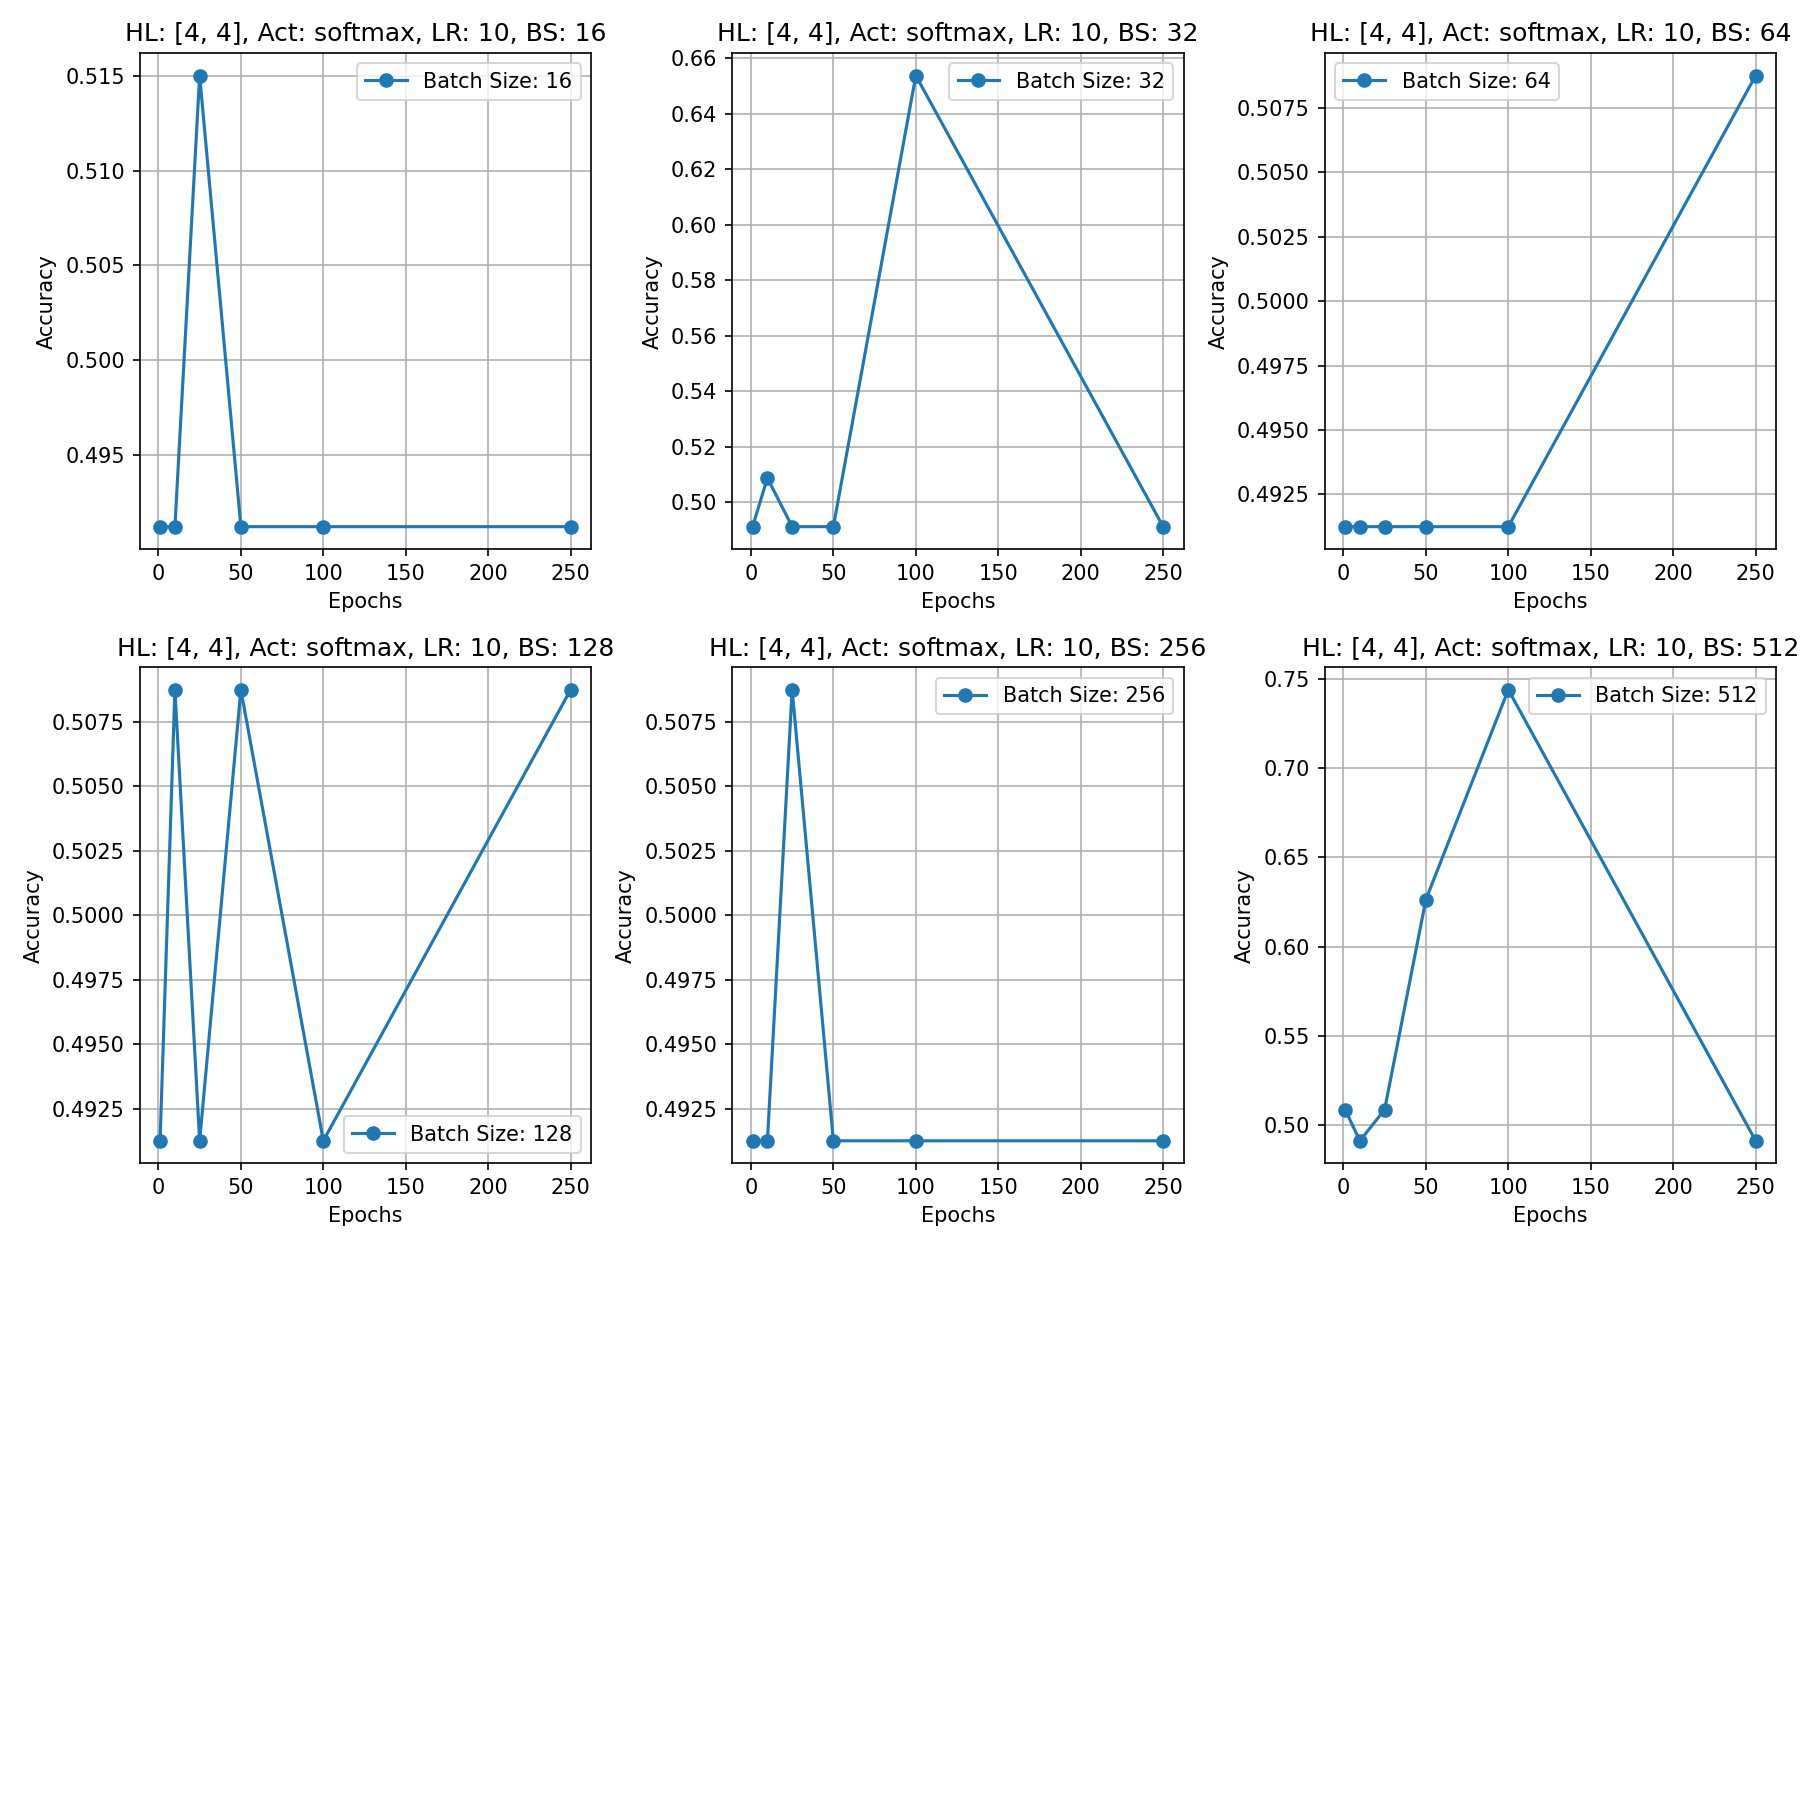 HL: [4, 4], Act: softmax, LR: 10, BS: 16
Batch Size: 16
Accuracy
0.515
0.510
0.505
0.500
0.495
0 50 100 150 200 250
Epochs
HL: [4, 4], Act: softmax, LR: 10, BS: 32
Batch Size: 32
Accuracy
0.66
0.64
0.62
0.60
0.58
0.56
0.54
0.52
0.50
0 50 100 150 200 250
Epochs
HL: [4, 4], Act: softmax, LR: 10, BS: 64
Batch Size: 64
Accuracy
0.5075
0.5050
0.5025
0.5000
0.4975
0.4950
0.4925
0 50 100 150 200 250
Epochs
HL: [4, 4], Act: softmax, LR: 10, BS: 128
Accuracy
0.5075
0.5050
0.5025
0.5000
0.4975
0.4950
0.4925
Batch Size: 128
0 50 100 150 200 250
Epochs
HL: [4, 4], Act: softmax, LR: 10, BS: 256
Batch Size: 256
Accuracy
0.5075
0.5050
0.5025
0.5000
0.4975
0.4950
0.4925
0 50 100 150 200 250
Epochs
HL: [4, 4], Act: softmax, LR: 10, BS: 512
Batch Size: 512
Accuracy
0.75
0.70
0.65
0.60
0.55
0.50
0 50 100 150 200 250
Epochs